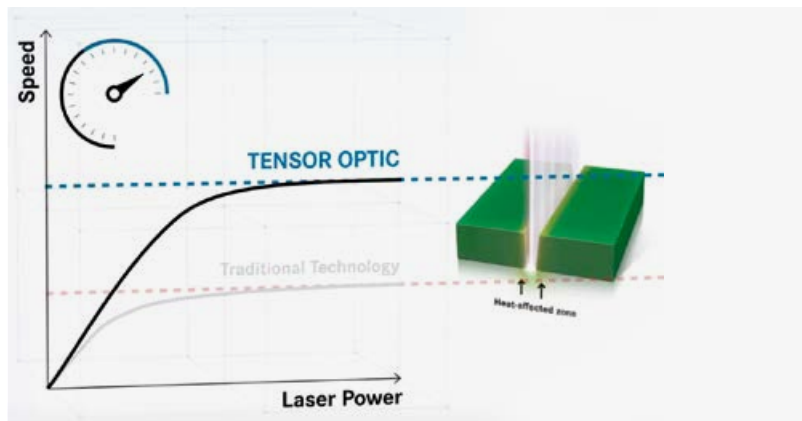 Speed
TENSOR OPTIC
Traditional Technology
Heat-affected zone
Laser Power